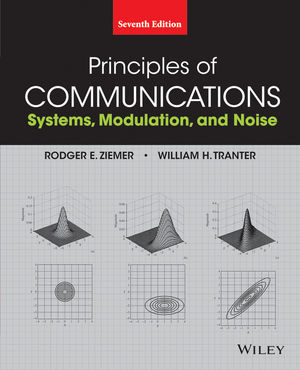 Seventh Edition
Principles of
COMMUNICATIONS
Systems, Modulation, and Noise
RODGER E. ZIEMER • WILLIAM H. TRANTER
WILEY